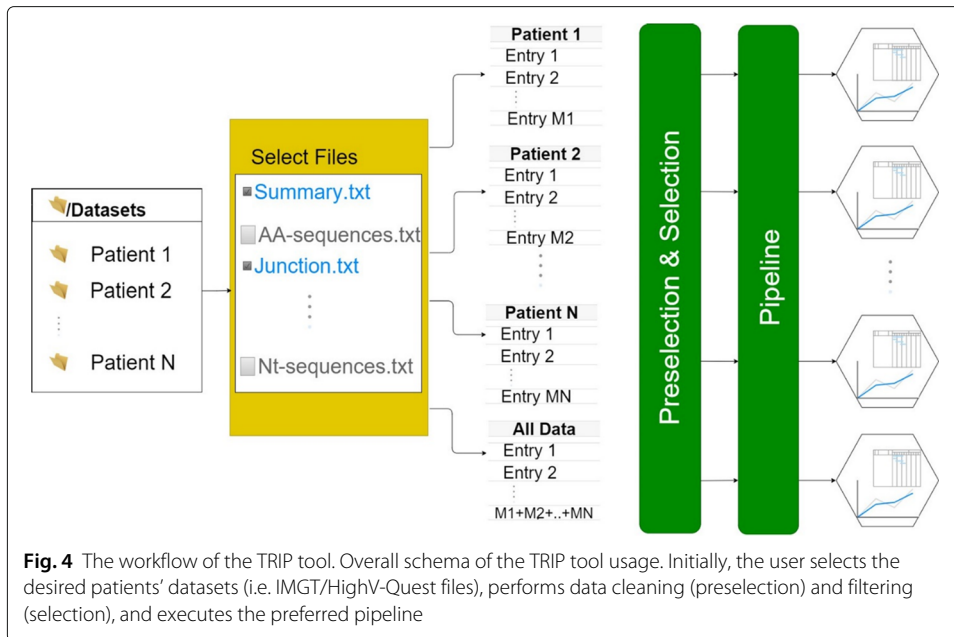 /Datasets
Patient 1
Patient 2
Patient N
Select Files
Summary.txt
AA-sequences.txt
Junction.txt
Nt-sequences.txt
Patient 1
Entry 1
Entry 2
Entry M1
Patient 2
Entry 1
Entry 2
Entry M2
Patient N
Entry 1
Entry 2
Entry MN
All Data
Entry 1
Entry 2
M1+M2+..+MN
Preselection & Selection
Pipeline
Fig. 4 The workflow of the TRIP tool. Overall schema of the TRIP tool usage. Initially, the user selects the
desired patients’ datasets (i.e. IMGT/HighV-Quest files), performs data cleaning (preselection) and filtering
(selection), and executes the preferred pipeline